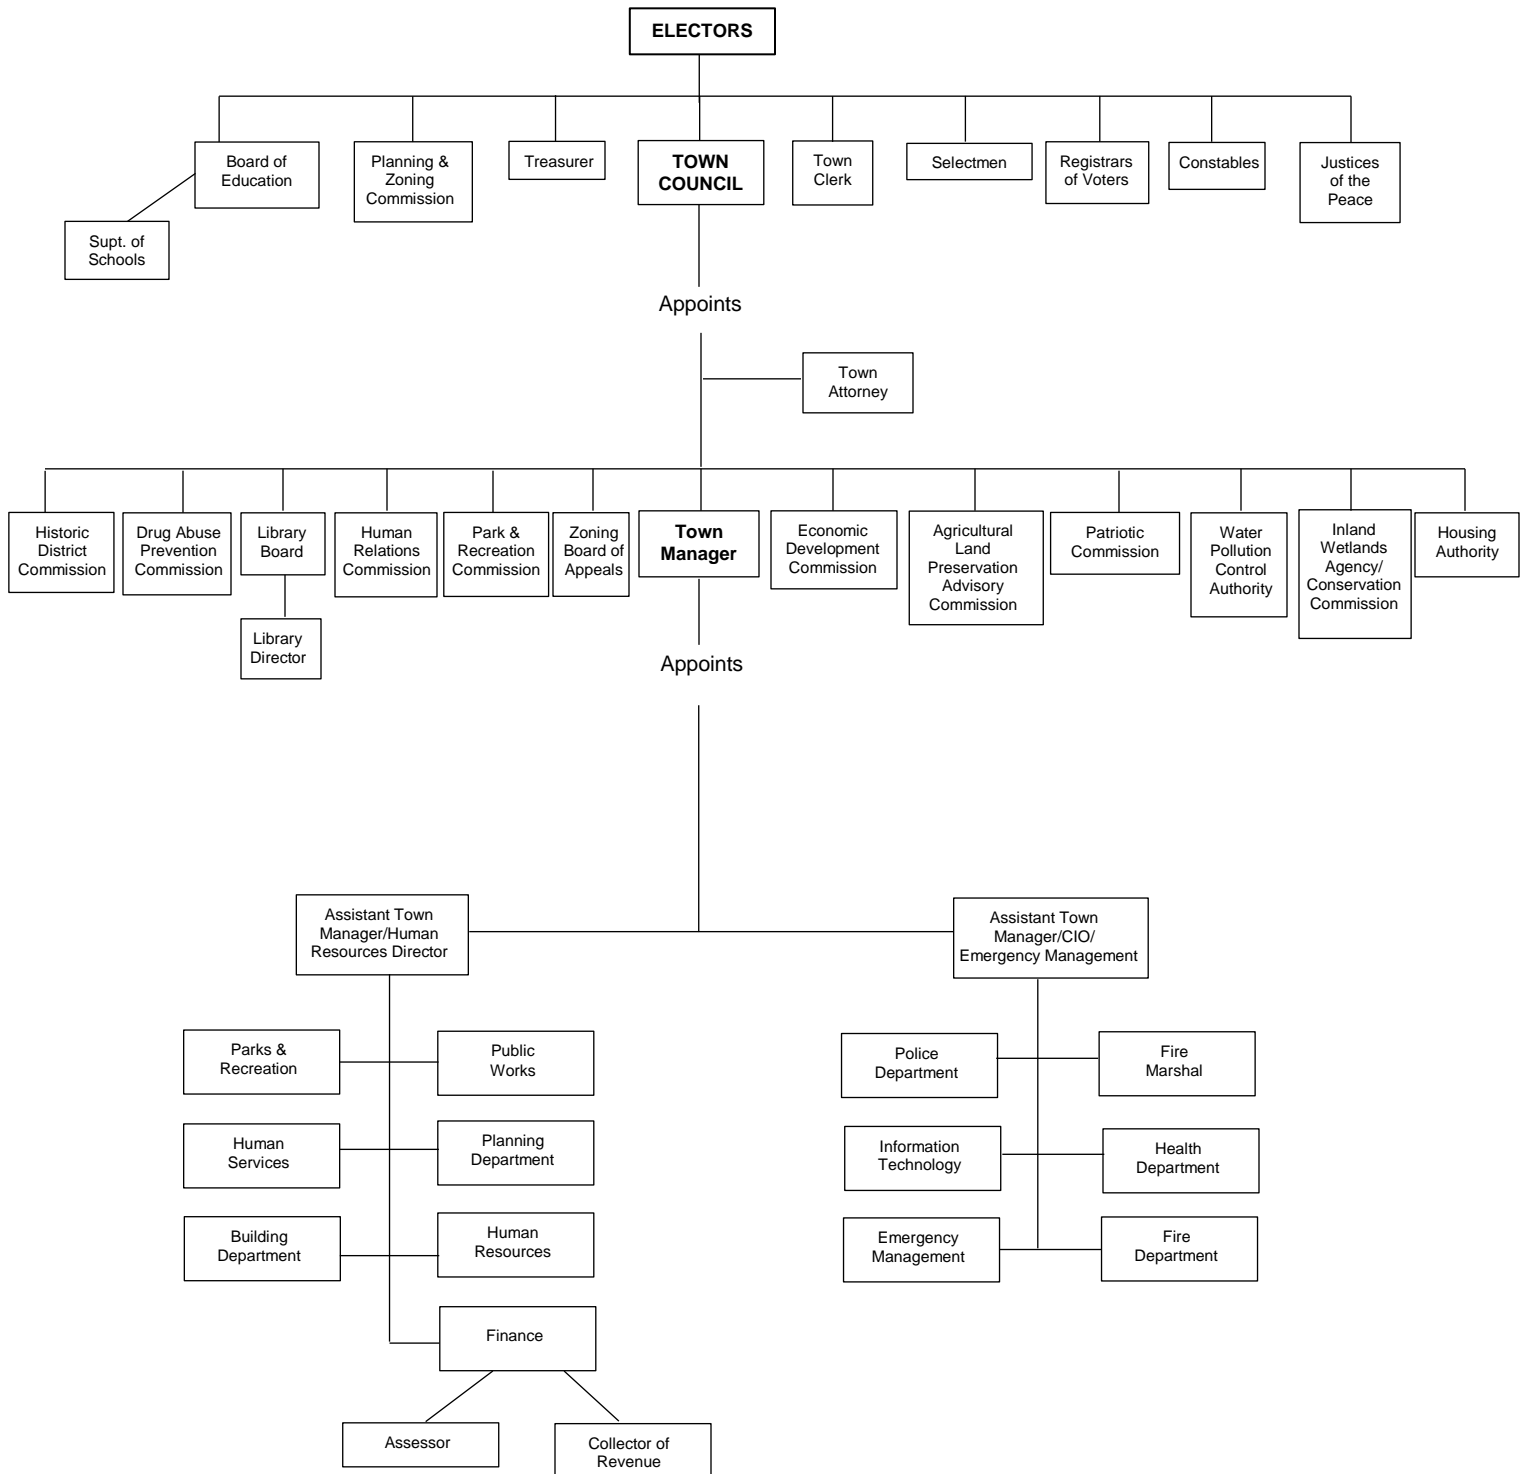 ELECTORS
Board of
Education
Planning &
Zoning
Commission
Treasurer
TOWN
COUNCIL
Town
Clerk
Selectmen
Registrars
of Voters
Constables
Justices
of the
Peace
Supt. of
Schools
Appoints
Town
Attorney
Historic
District
Commission
Drug Abuse
Prevention
Commission
Library
Board
Human
Relations
Commission
Park &
Recreation
Commission
Zoning
Board of
Appeals
Town
Manager
Economic
Development
Commission
Agricultural
Land
Preservation
Advisory
Commission
Patriotic
Commission
Water
Pollution
Control
Authority
Inland
Wetlands
Agency/
Conservation
Commission
Housing
Authority
Library
Director
Appoints
Assistant Town
Manager/Human
Resources Director
Assistant Town
Manager/CIO/
Emergency Management
Parks &
Recreation
Public
Works
Police
Department
Fire
Marshal
Human
Services
Planning
Department
Information
Technology
Health
Department
Building
Department
Human
Resources
Emergency
Management
Fire
Department
Finance
Assessor
Collector of
Revenue